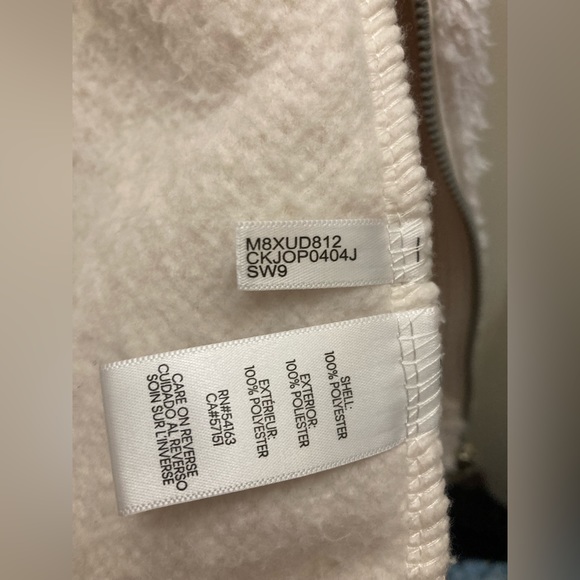 M8XUD812
CKJOP0404J
SW9
SHELL:
100% POLYESTER
EXTERIOR:
100% POLIESTER
EXTÉRIEUR:
100% POLYESTER
RN#54163
CA#57151
CARE ON REVERSE
CUIDADO AL REVERSO
SOIN SUR L'INVERSE